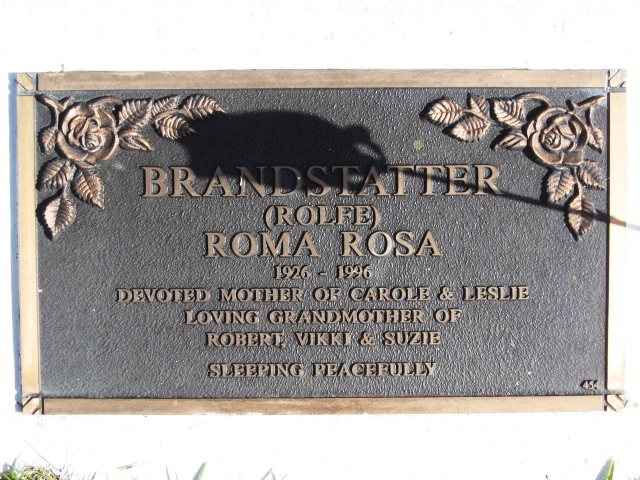 BRANDSTATTER
(ROLFE)
ROMA ROSA
1926 - 1996
DEVOTED MOTHER OF CAROLE & LESLIE
LOVING GRANDMOTHER OF
ROBERT, VIKKI & SUZIE
SLEEPING PEACEFULLY